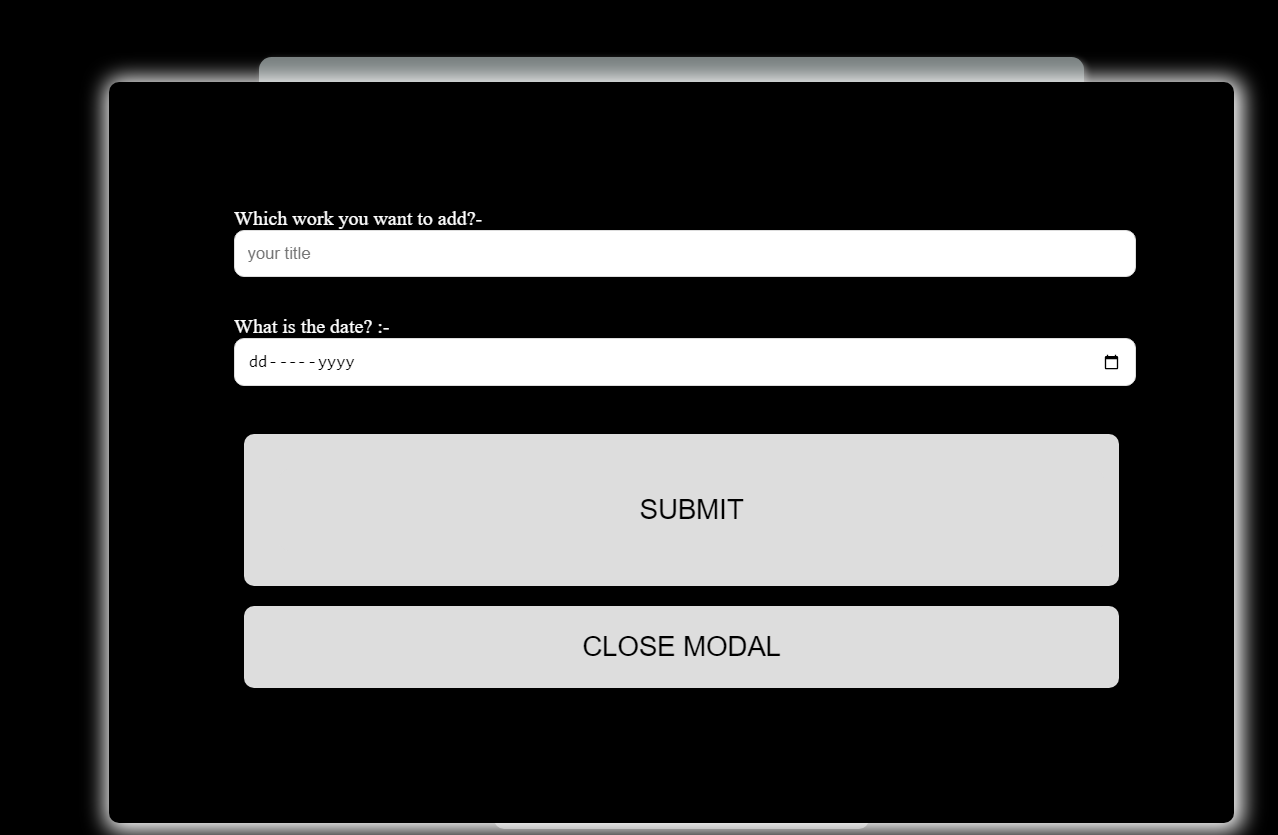 Which work you want to add?-
your title
What is the date? :-
dd-----yyyy
SUBMIT
CLOSE MODAL